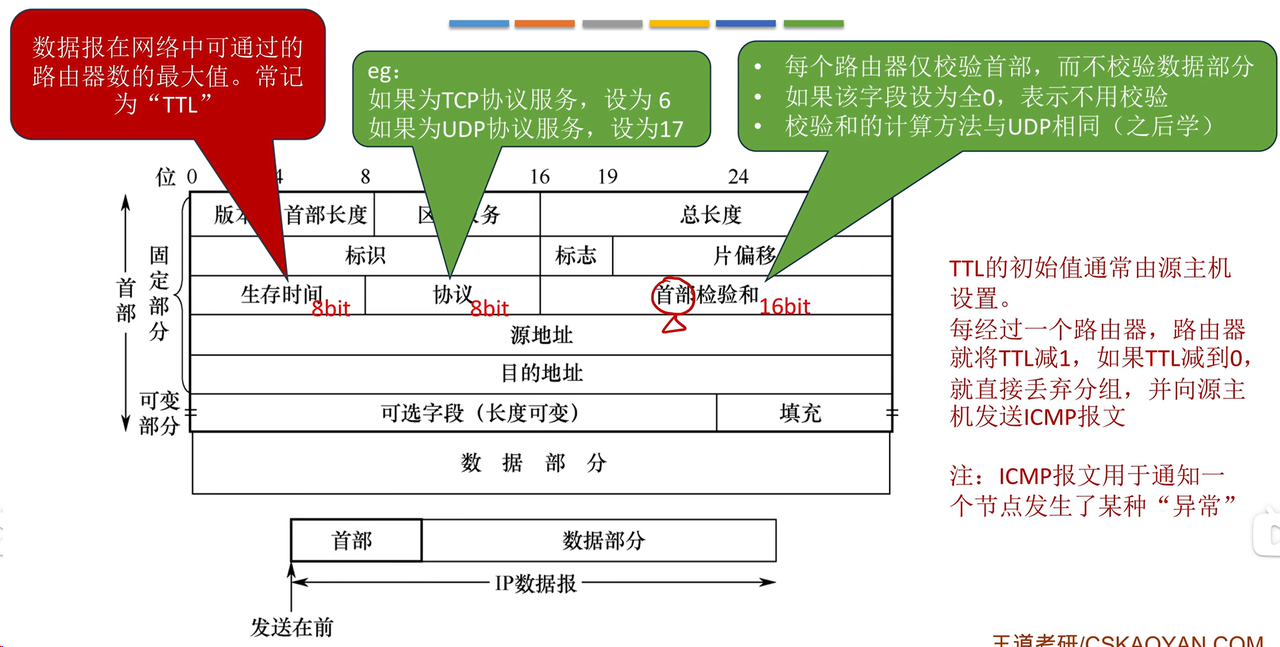 数据报在网络中可通过的
路由器数的最大值。常记
为“TTL”
eg：
如果为TCP协议服务，设为 6
如果为UDP协议服务，设为17
• 每个路由器仅校验首部，而不校验数据部分
• 如果该字段设为全0，表示不用校验
• 校验和的计算方法与UDP相同（之后学）
位 0 4 8 16 19 24
版本 首部长度 区 务 总长度
标识 标志 片偏移
生存时间 8bit 协议 8bit 首部检验和 16bit
源地址
目的地址
可选字段（长度可变） 填充
数 据 部 分
首部
固定部分
可变
部分
TTL的初始值通常由源主机
设置。
每经过一个路由器，路由器
就将TTL减1，如果TTL减到0，
就直接丢弃分组，并向源主
机发送ICMP报文
注：ICMP报文用于通知一
个节点发生了某种“异常”
首部 数据部分
IP数据报
发送在前
王道考研/CSKAOYAN.COM